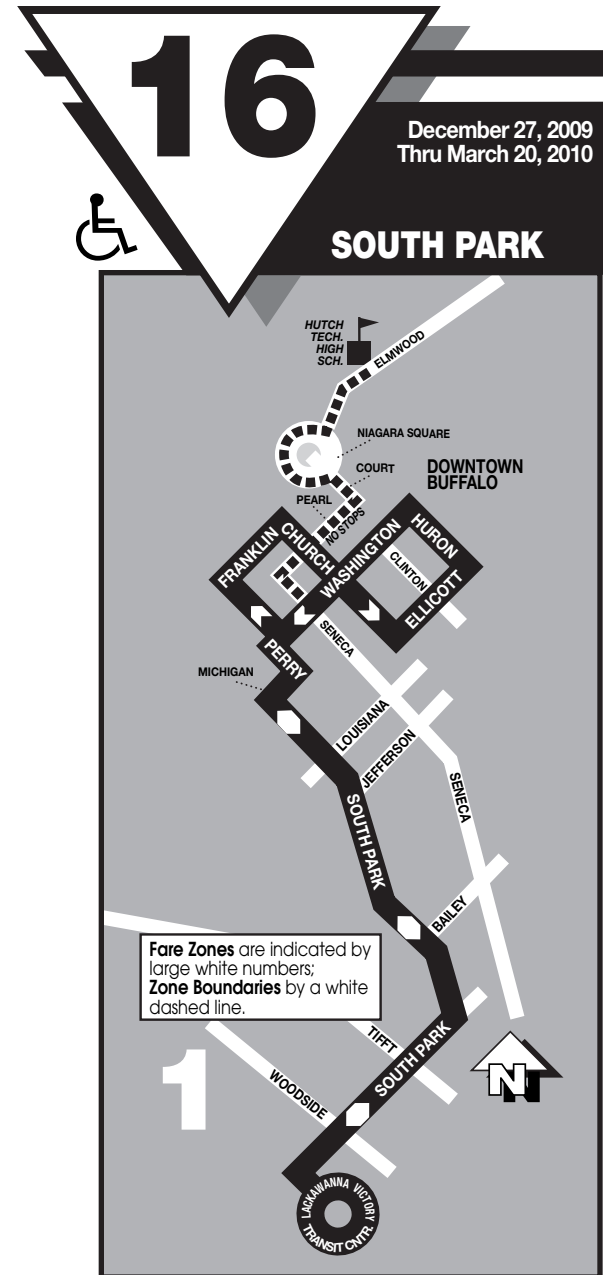 16
December 27, 2009
Thru March 20, 2010
SOUTH PARK
HUTCH
TECH.
HIGH
SCH.
ELMWOOD
NIAGARA SQUARE
COURT
DOWNTOWN
BUFFALO
PEARL
NO STOPS
FRANKLIN
CHURCH
WASHINGTON
HURON
CLINTON
ELLICOTT
SENECA
PERRY
MICHIGAN
LOUISIANA
JEFFERSON
SENECA
SOUTH PARK
BAILEY
Fare Zones are indicated by
large white numbers;
Zone Boundaries by a white
dashed line.
TIFFT
SOUTH PARK
N
1
WOODSIDE
LACKAWANNA VICTORY
TRANSIT CNTR.